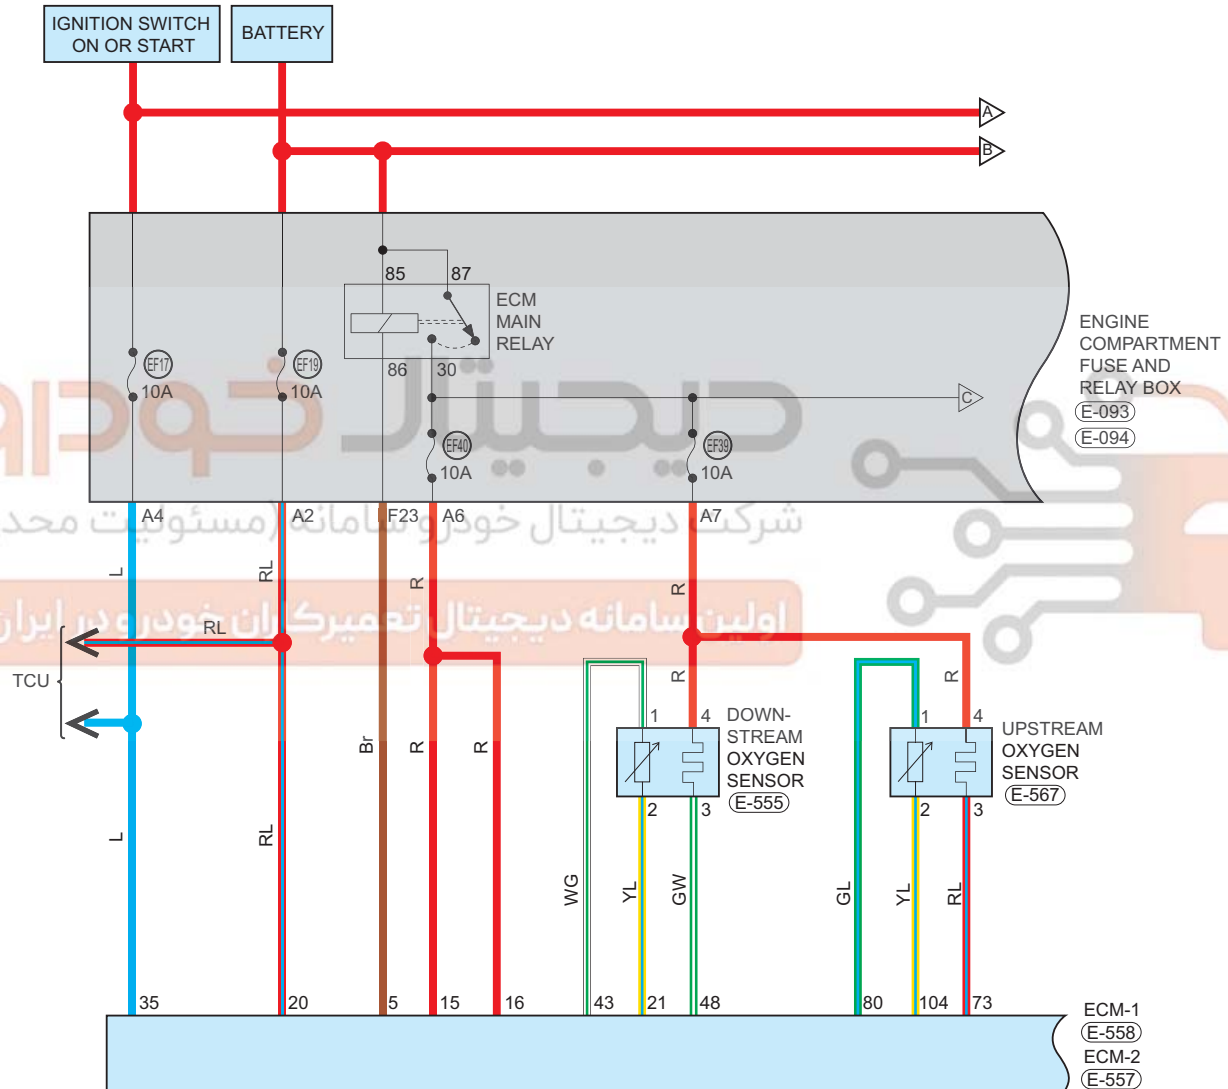 IGNITION SWITCH
ON OR START
BATTERY
A
B
85
87
ECM
MAIN
RELAY
86
30
EF17
10A
EF19
10A
C
EF40
10A
EF39
10A
ENGINE
COMPARTMENT
FUSE AND
RELAY BOX
E-093
E-094
دیجیتال خودرو
شرکت دیجیتال خودرو سامانه (مسئولیت محد
اولین سامانه دیجیتال تعمیرکاران خودرو در ایران
A4
A2
F23
A6
A7
L
RL
R
R
RL
TCU
R
R
1
4
DOWN-
STREAM
OXYGEN
SENSOR
E-555
2
3
1
4
UPSTREAM
OXYGEN
SENSOR
E-567
2
3
Br
R
R
L
RL
WG
YL
GW
GL
YL
RL
35
20
5
15
16
43
21
48
80
104
73
ECM-1
E-558
ECM-2
E-557